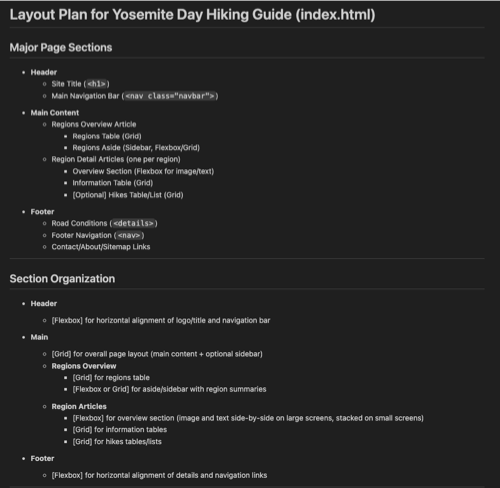 Layout Plan for Yosemite Day Hiking Guide (index.html)
Major Page Sections
Header
Site Title (<h1>)
Main Navigation Bar (<nav class="navbar">)
Main Content
Regions Overview Article
Regions Table (Grid)
Regions Aside (Sidebar, Flexbox/Grid)
Region Detail Articles (one per region)
Overview Section (Flexbox for image/text)
Information Table (Grid)
[Optional] Hikes Table/List (Grid)
Footer
Road Conditions (<details>)
Footer Navigation (<nav>)
Contact/About/Sitemap Links
Section Organization
Header
[Flexbox] for horizontal alignment of logo/title and navigation bar
Main
[Grid] for overall page layout (main content + optional sidebar)
Regions Overview
[Grid] for regions table
[Flexbox or Grid] for aside/sidebar with region summaries
Region Articles
[Flexbox] for overview section (image and text side-by-side on large screens, stacked on small screens)
[Grid] for information tables
[Grid] for hikes tables/lists
Footer
[Flexbox] for horizontal alignment of details and navigation links